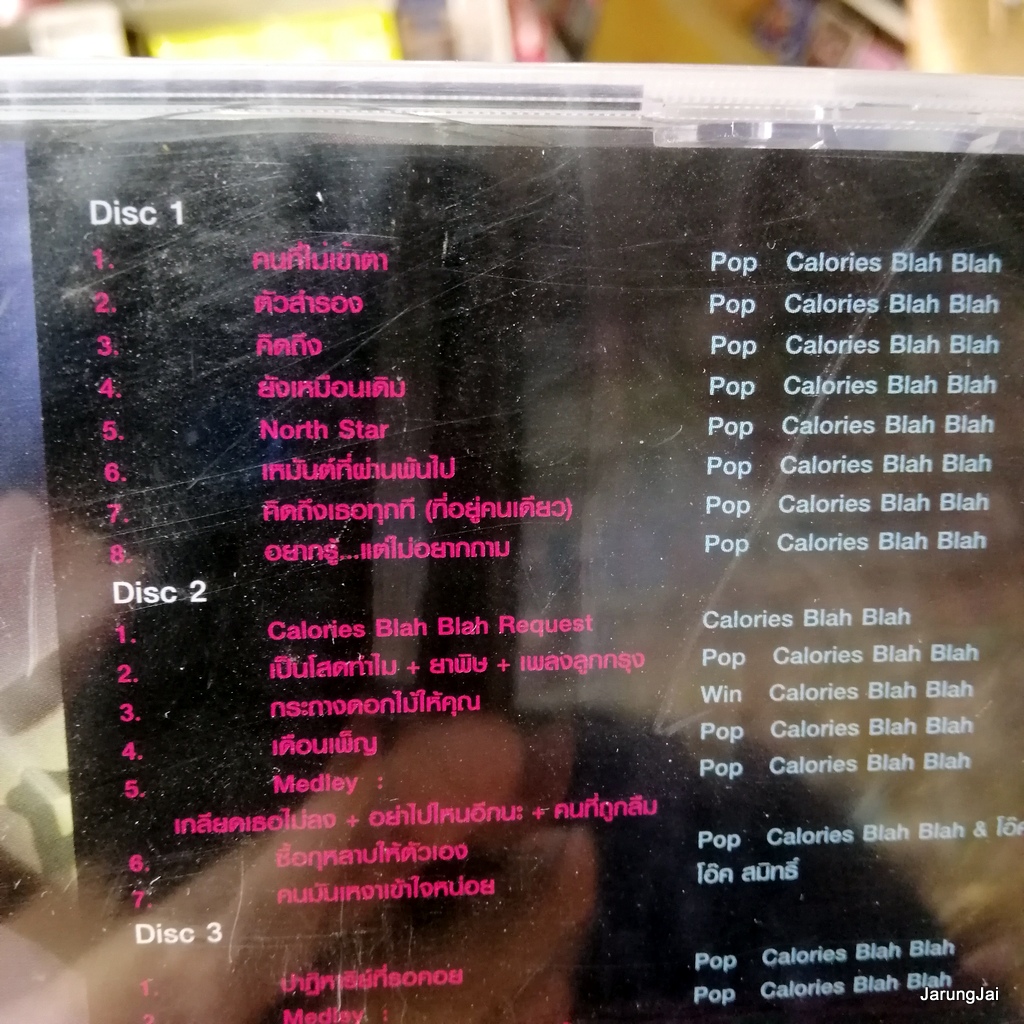 Disc 1
1. คนที่ไม่เข้าตา Pop Calories Blah Blah
2. ตัวสำรอง Pop Calories Blah Blah
3. คิดถึง Pop Calories Blah Blah
4. ยังเหมือนเดิม Pop Calories Blah Blah
5. North Star Pop Calories Blah Blah
6. เหมันต์ที่ผ่านพ้นไป Pop Calories Blah Blah
7. คิดถึงเธอทุกที (ที่อยู่คนเดียว) Pop Calories Blah Blah
8. อยากรู้...แต่ไม่อยากถาม Pop Calories Blah Blah
Disc 2
1. Calories Blah Blah Request Calories Blah Blah
2. เป็นโสดทำไม + ยาพิษ + เพลงลูกกรุง Pop Calories Blah Blah
3. กระถางดอกไม้ให้คุณ Win Calories Blah Blah
4. เดือนเพ็ญ Pop Calories Blah Blah
5. Medley : Pop Calories Blah Blah
เกลียดเธอไม่ลง + อย่าไปไหนอีกนะ + คนที่ถูกลืม
6. ซื้อกุหลาบให้ตัวเอง Pop Calories Blah Blah & โอ๊ค
7. คนมันเหงาเข้าใจหน่อย โอ๊ค สมิทธิ์
Disc 3
1. ปาฏิหาริย์ที่รอคอย Pop Calories Blah Blah
2. Medley : Pop Calories Blah Blah
JarungJai